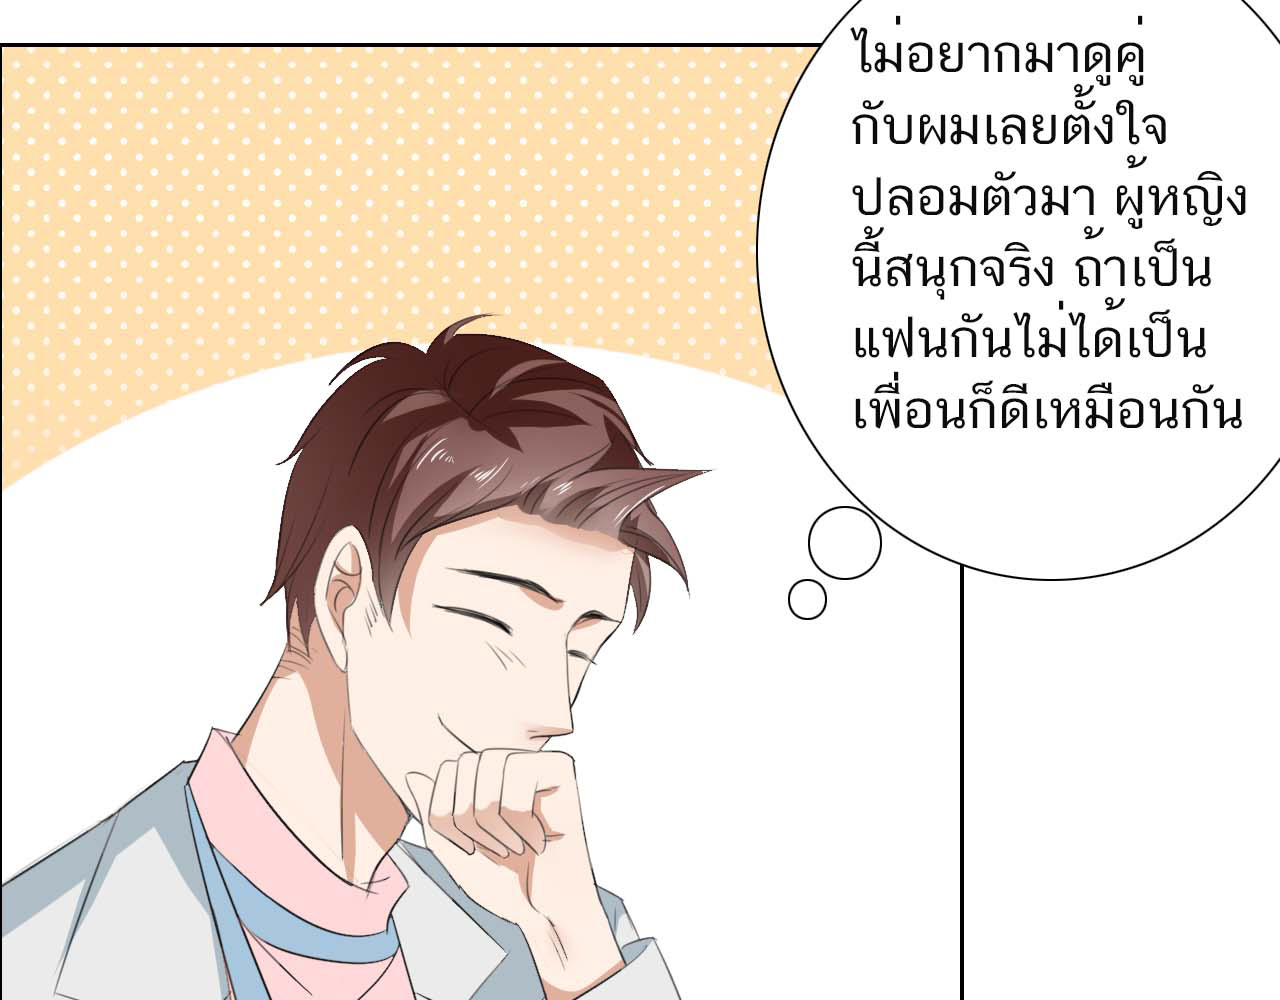 ไม่อยากมาดูคู่
กับผมเลยตั้งใจ
ปลอมตัวมา ผู้หญิง
นี้สนุกจริง ถ้าเป็น
แฟนกันไม่ได้เป็น
เพื่อนก็ดีเหมือนกัน